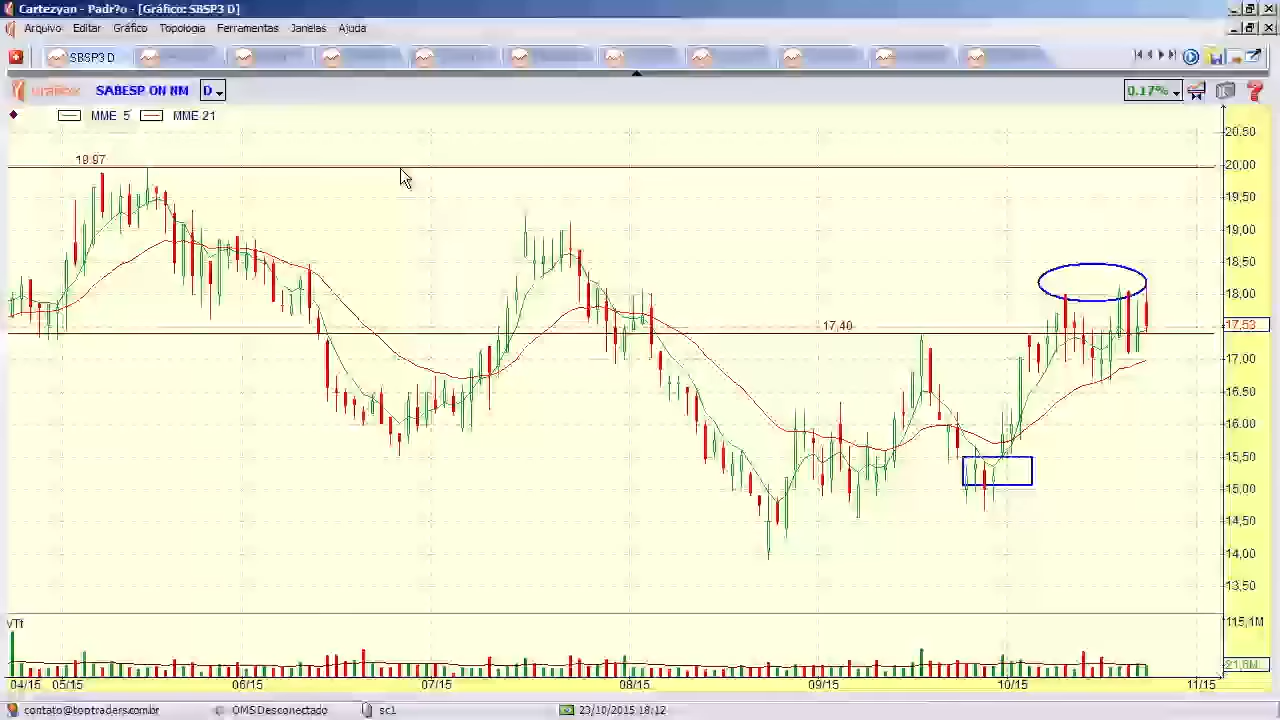 Cartezyan - Padr?o - [Gráfico: SBSP3 D]
Arquivo Editar Gráfico Topologia Ferramentas Janelas Ajuda
SBSP3 D
SABESP ON NM D 0.17%
MME 5 MME 21
20,50
19,97
20,00
19,50
19,00
18,50
18,00
17,40
17,53
17,00
16,50
16,00
15,50
15,00
14,50
14,00
13,50
115,1M
04/15 05/15 06/15 07/15 08/15 09/15 10/15 11/15
contato@toptraders.com.br OMS Desconectado sc1 23/10/2015 18:12